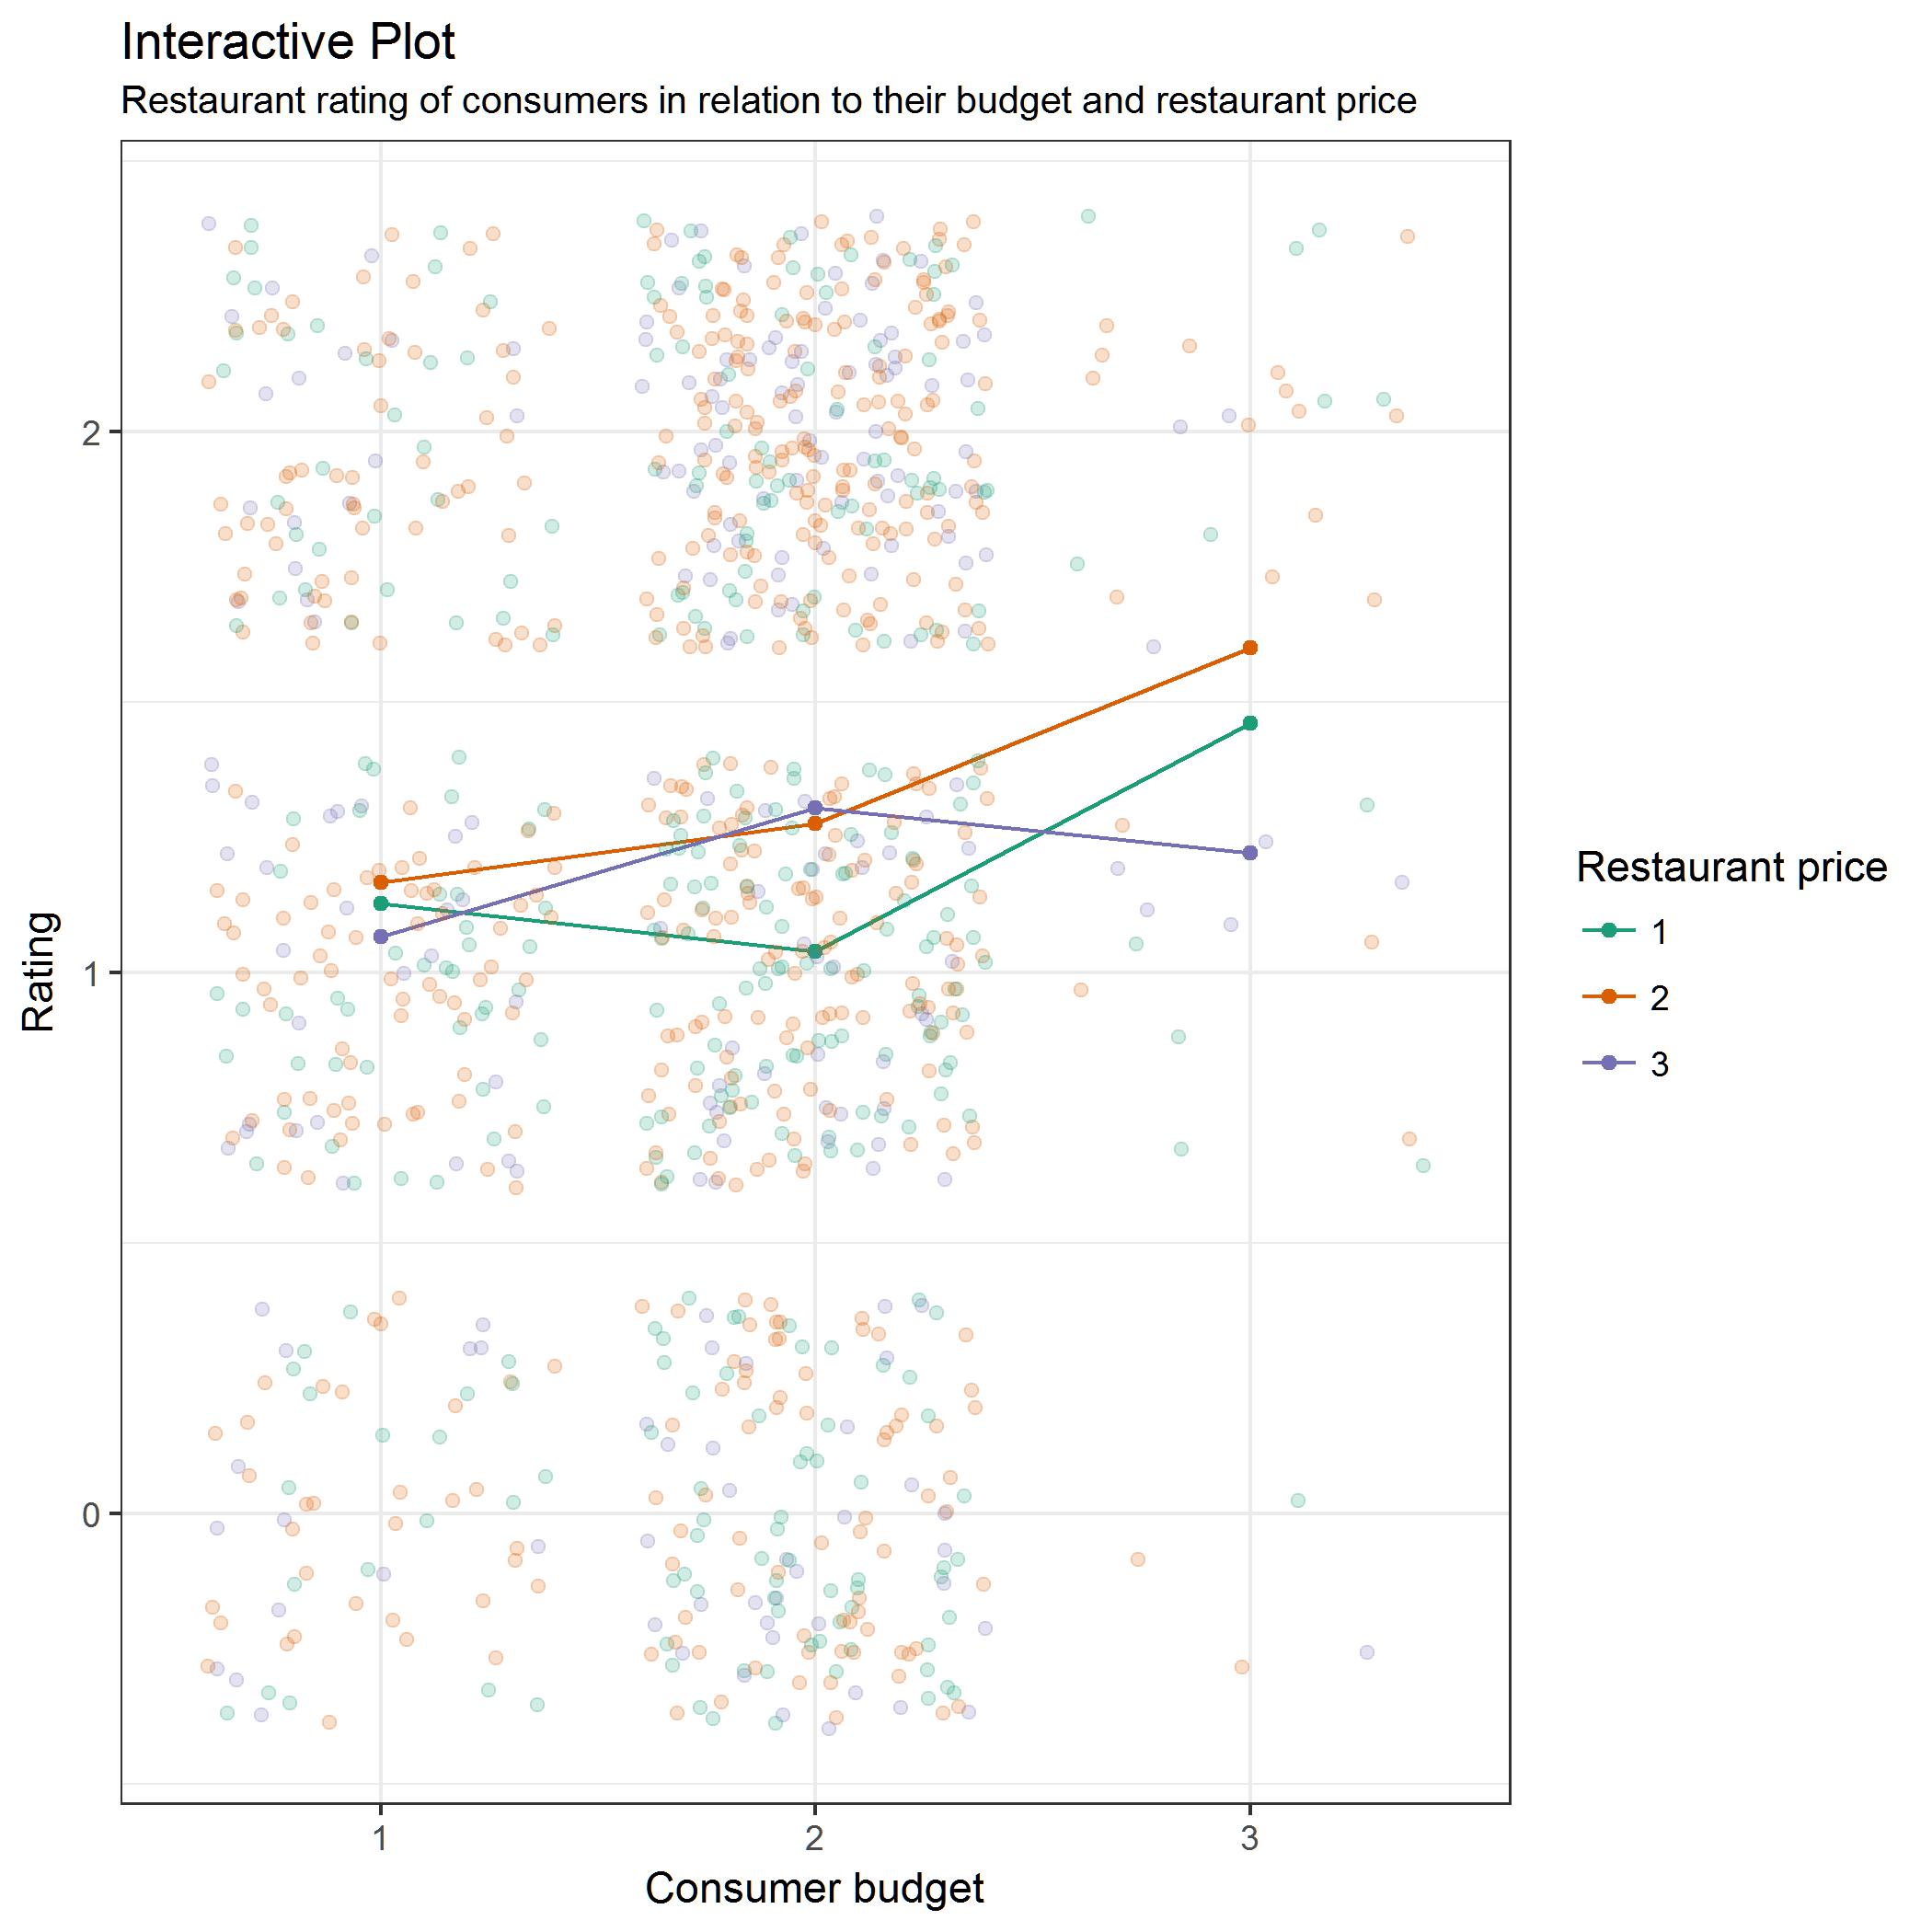 Interactive Plot
Restaurant rating of consumers in relation to their budget and restaurant price
2
1
0
Rating
1 2 3
Consumer budget
Restaurant price
1
2
3